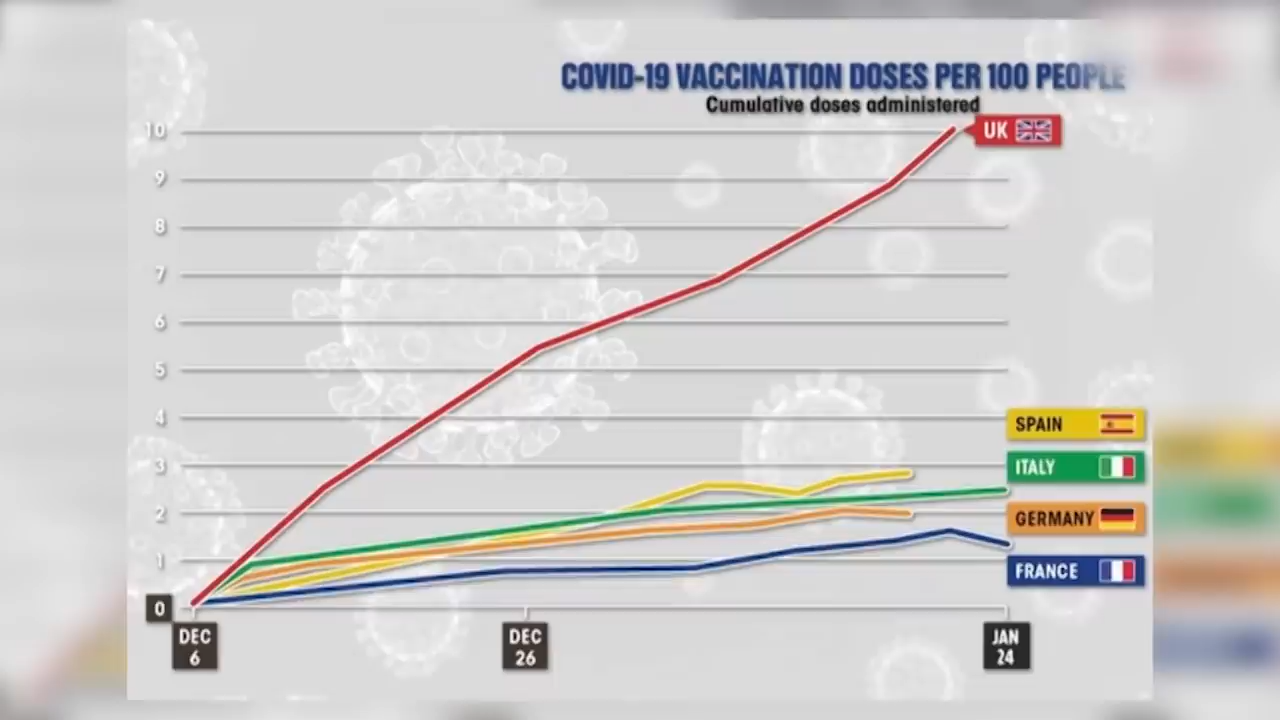 COVID-19 VACCINATION DOSES PER 100 PEOPLE
Cumulative doses administered
10
UK
9
8
7
6
5
4
SPAIN
3
ITALY
2
GERMANY
1
FRANCE
0
DEC
6
DEC
26
JAN
24